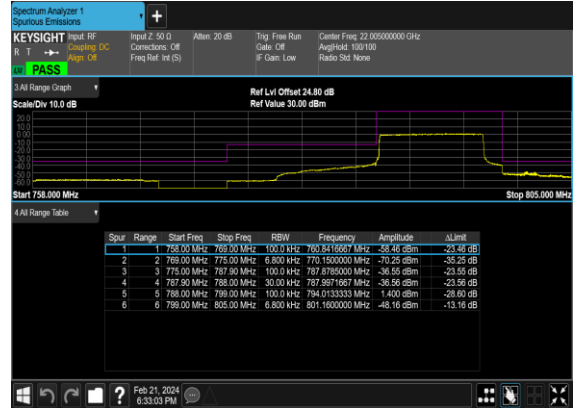 Spectrum Analyzer 1
Spurious Emissions
KEYSIGHT Input: RF Input Z: 50 Ω Atten: 20 dB Trig: Free Run Center Freq: 22.005000000 GHz
R T Coupling: DC Corrections: Off Gate: Off Avg|Hold: 100/100
Align: Off Freq Ref: Int (S) IF Gain: Low Radio Std: None
PASS
3 All Range Graph Ref Lvl Offset 24.80 dB
Scale/Div 10.0 dB Ref Value 30.00 dBm
20.0
10.0
0.00
-10.0
-20.0
-30.0
-40.0
-50.0
-60.0
Start 758.000 MHz Stop 805.000 MHz
4 All Range Table
Spur Range Start Freq Stop Freq RBW Frequency Amplitude ΔLimit
1 1 758.00 MHz 769.00 MHz 100.0 kHz 760.8416667 MHz -58.46 dBm -23.46 dB
2 2 769.00 MHz 775.00 MHz 6.800 kHz 770.1500000 MHz -70.25 dBm -35.25 dB
3 3 775.00 MHz 787.90 MHz 100.0 kHz 787.8785000 MHz -36.55 dBm -23.55 dB
4 4 787.90 MHz 788.00 MHz 30.00 kHz 787.9971667 MHz -36.56 dBm -23.56 dB
5 5 788.00 MHz 799.00 MHz 100.0 kHz 794.0133333 MHz 1.400 dBm -28.60 dB
6 6 799.00 MHz 805.00 MHz 6.800 kHz 801.1600000 MHz -48.16 dBm -13.16 dB
? Feb 21, 2024
6:33:03 PM